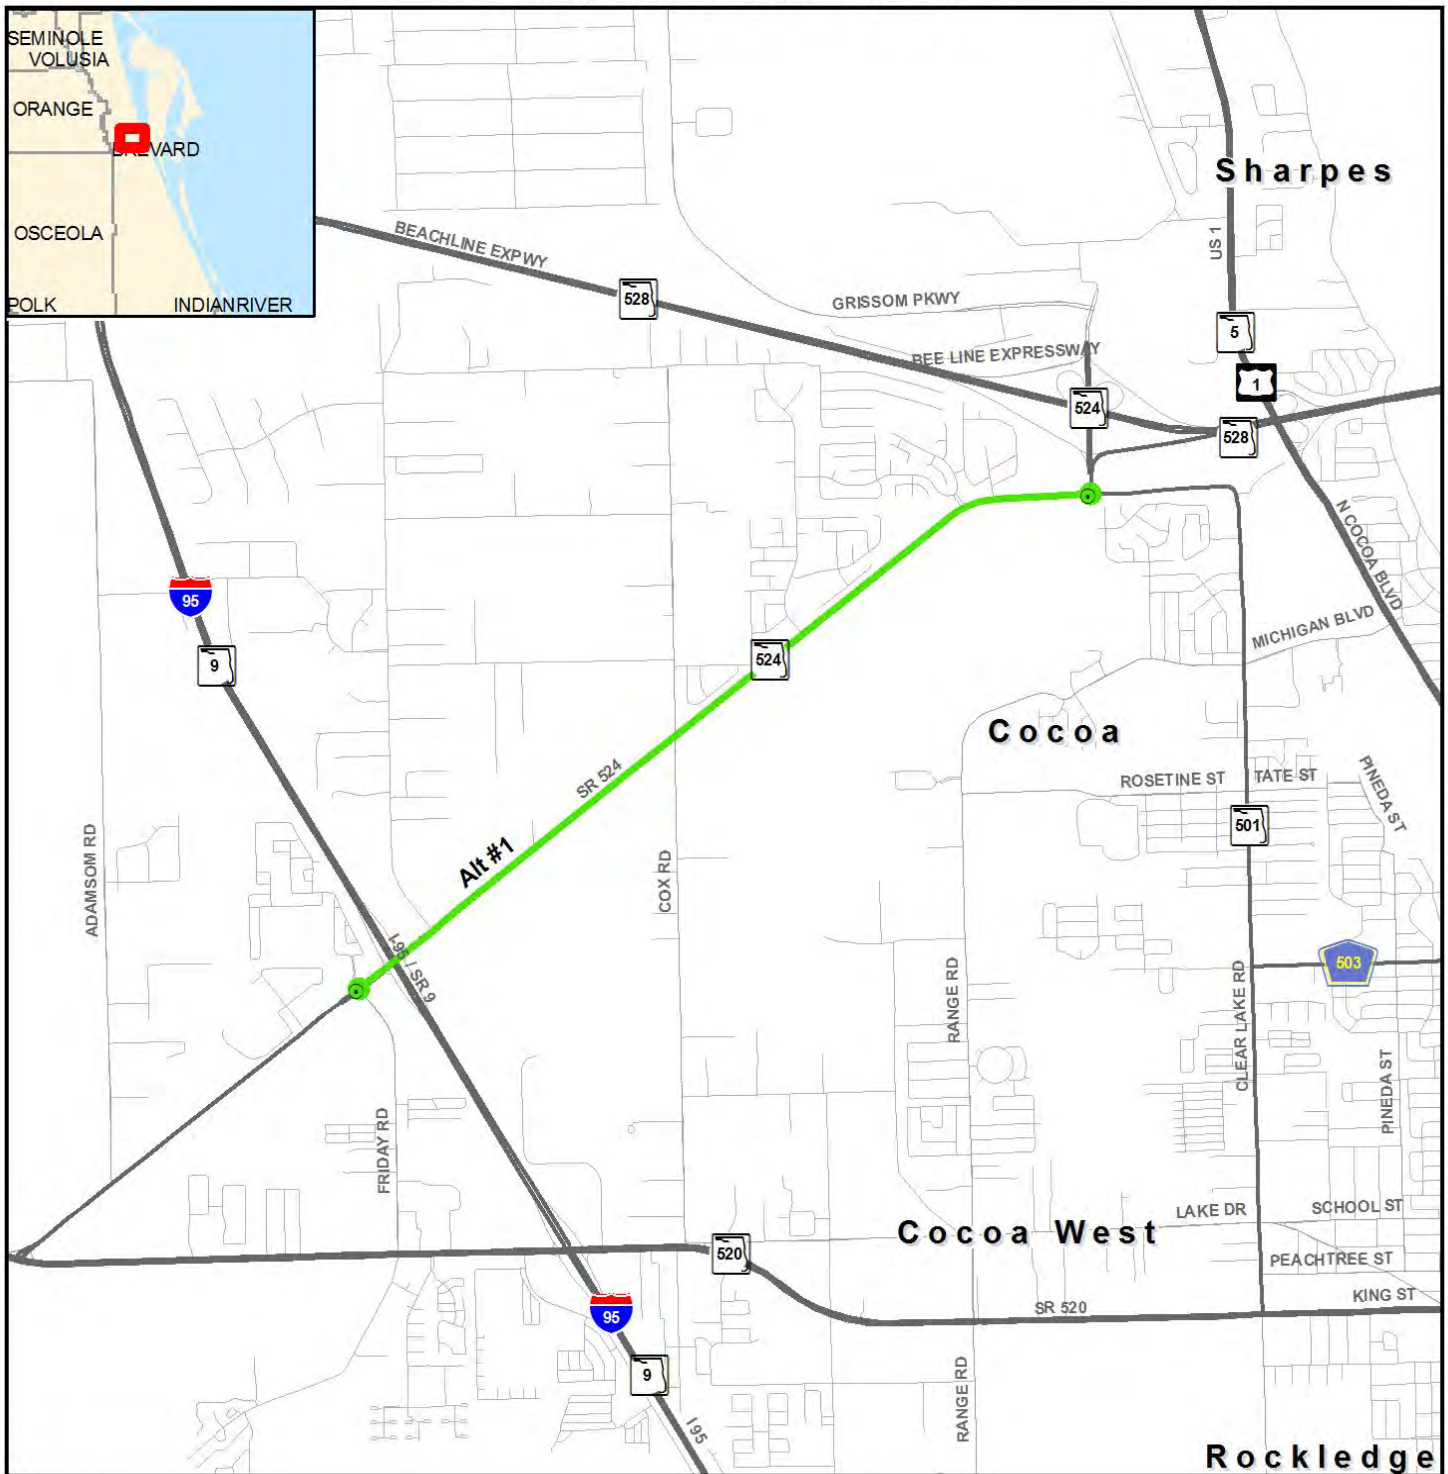 SEMINOLE
VOLUSIA
ORANGE
BREVARD
OSCEOLA
POLK
INDIANRIVER
Sharpes
BEACHLINE EXPWY
US 1
528
GRISSOM PKWY
5
BEE LINE EXPRESSWAY
1
524
528
N COCOA BLVD
95
9
MICHIGAN BLVD
524
Cocoa
SR 524
ROSETINE ST
TATE ST
PINEDA ST
501
ADAMSOM RD
Alt #1
COX RD
I-95 / SR 9
503
RANGE RD
CLEAR LAKE RD
PINEDA ST
FRIDAY RD
LAKE DR
SCHOOL ST
Cocoa West
520
PEACHTREE ST
KING ST
95
SR 520
9
RANGE RD
I 95
Rockledge